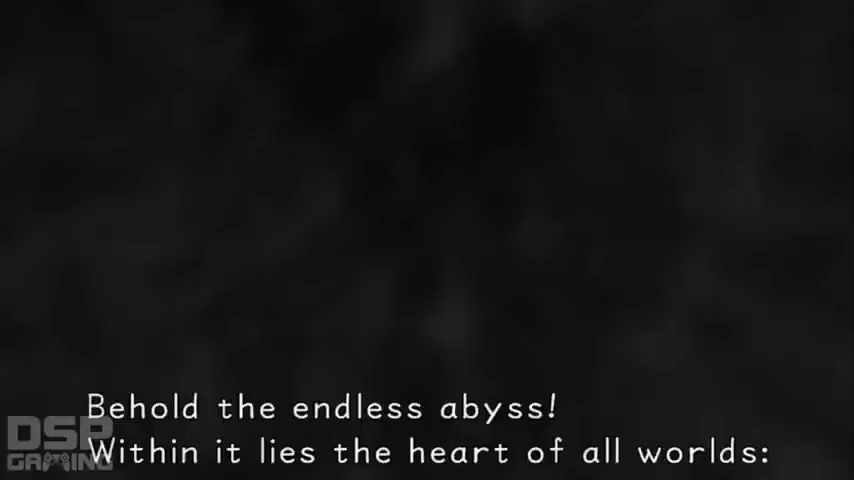 Behold the endless abyss!
DSP
Within it lies the heart of all worlds:
GAMING